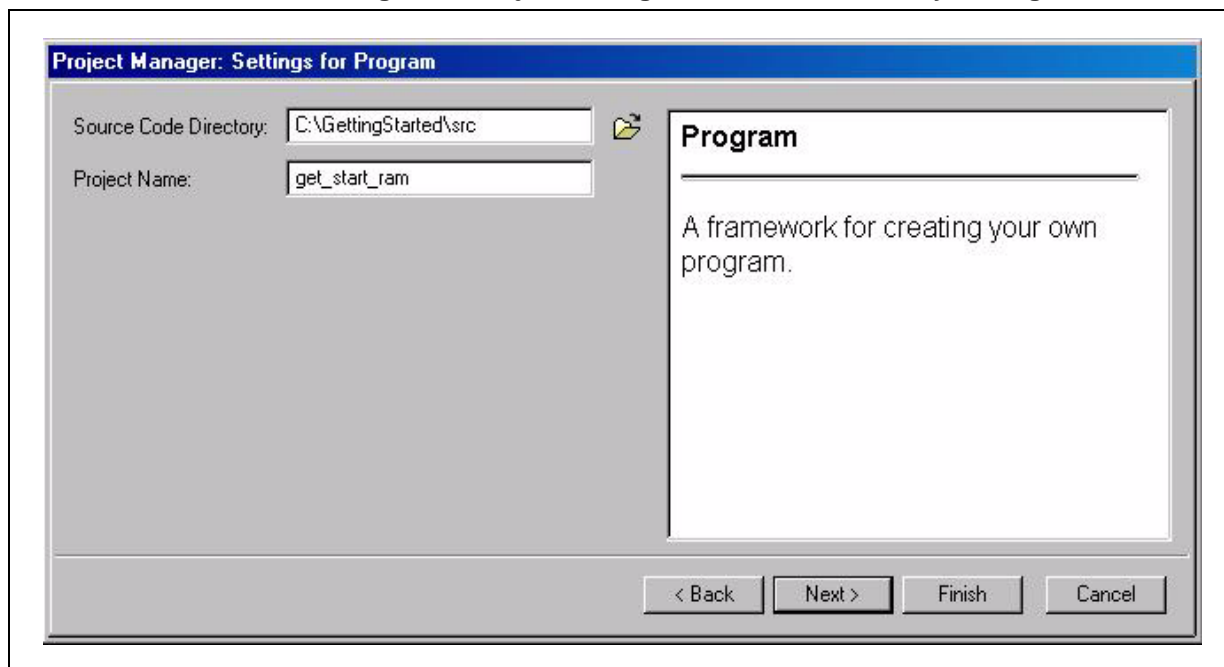 Project Manager: Settings for Program
Source Code Directory: C:\GettingStarted\src
Project Name: get_start_ram
Program
A framework for creating your own
program.
< Back Next > Finish Cancel